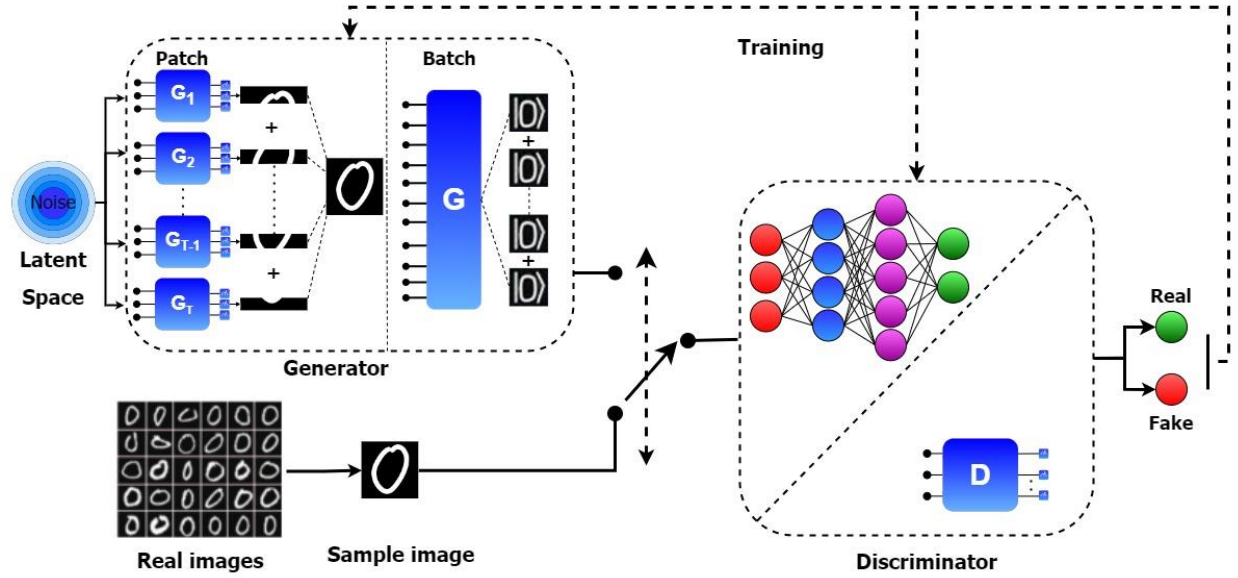 Training
Patch
Batch
G1
+
G2
GT-1
+
GT
G
|0⟩
+
|0⟩
|0⟩
+
|0⟩
Noise
Latent
Space
Generator
Real images
Sample image
D
Discriminator
Real
Fake